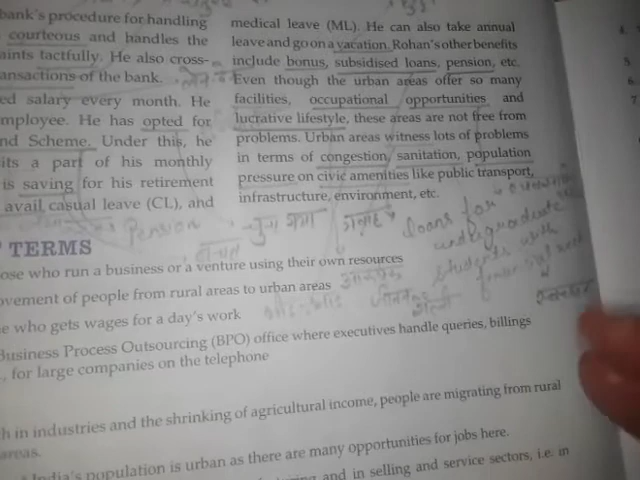 bank's procedure for handling
courteous and handles the
aints tactfully. He also cross-
ansactions of the bank.
ed salary every month. He
mployee. He has opted for
nd Scheme. Under this, he
its a part of his monthly
is saving for his retirement
avail casual leave (CL), and
medical leave (ML). He can also take annual
leave and go on a vacation. Rohan's other benefits
include bonus, subsidised loans, pension, etc.
Even though the urban areas offer so many
facilities, occupational opportunities and
lucrative lifestyle, these areas are not free from
problems. Urban areas witness lots of problems
in terms of congestion, sanitation, population
pressure on civic amenities like public transport,
infrastructure, environment, etc.
Pension
loans for
undergraduate
students with
financial need
TERMS
ose who run a business or a venture using their own resources
ovement of people from rural areas to urban areas
e who gets wages for a day's work
Business Process Outsourcing (BPO) office where executives handle queries, billings
., for large companies on the telephone
h in industries and the shrinking of agricultural income, people are migrating from rural
areas.
India's population is urban as there are many opportunities for jobs here.
and in selling and service sectors, i.e. in